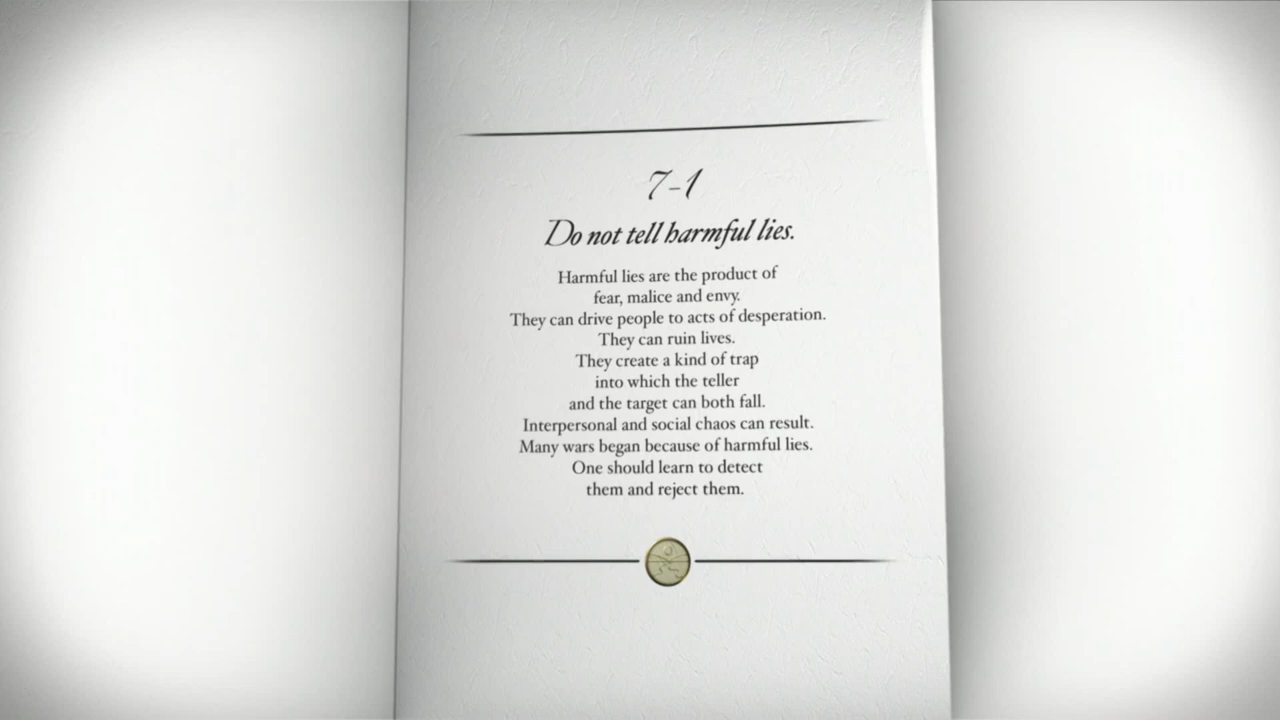 7-1
Do not tell harmful lies.
Harmful lies are the product of
fear, malice and envy.
They can drive people to acts of desperation.
They can ruin lives.
They create a kind of trap
into which the teller
and the target can both fall.
Interpersonal and social chaos can result.
Many wars began because of harmful lies.
One should learn to detect
them and reject them.